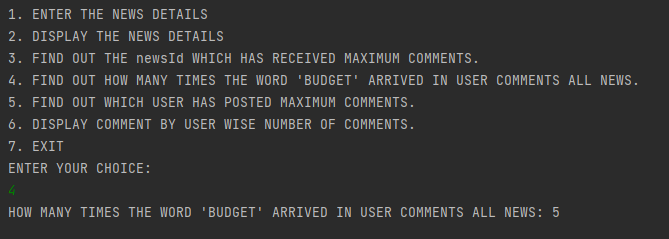 1. ENTER THE NEWS DETAILS
2. DISPLAY THE NEWS DETAILS
3. FIND OUT THE newsId WHICH HAS RECEIVED MAXIMUM COMMENTS.
4. FIND OUT HOW MANY TIMES THE WORD 'BUDGET' ARRIVED IN USER COMMENTS ALL NEWS.
5. FIND OUT WHICH USER HAS POSTED MAXIMUM COMMENTS.
6. DISPLAY COMMENT BY USER WISE NUMBER OF COMMENTS.
7. EXIT
ENTER YOUR CHOICE:
4
HOW MANY TIMES THE WORD 'BUDGET' ARRIVED IN USER COMMENTS ALL NEWS: 5